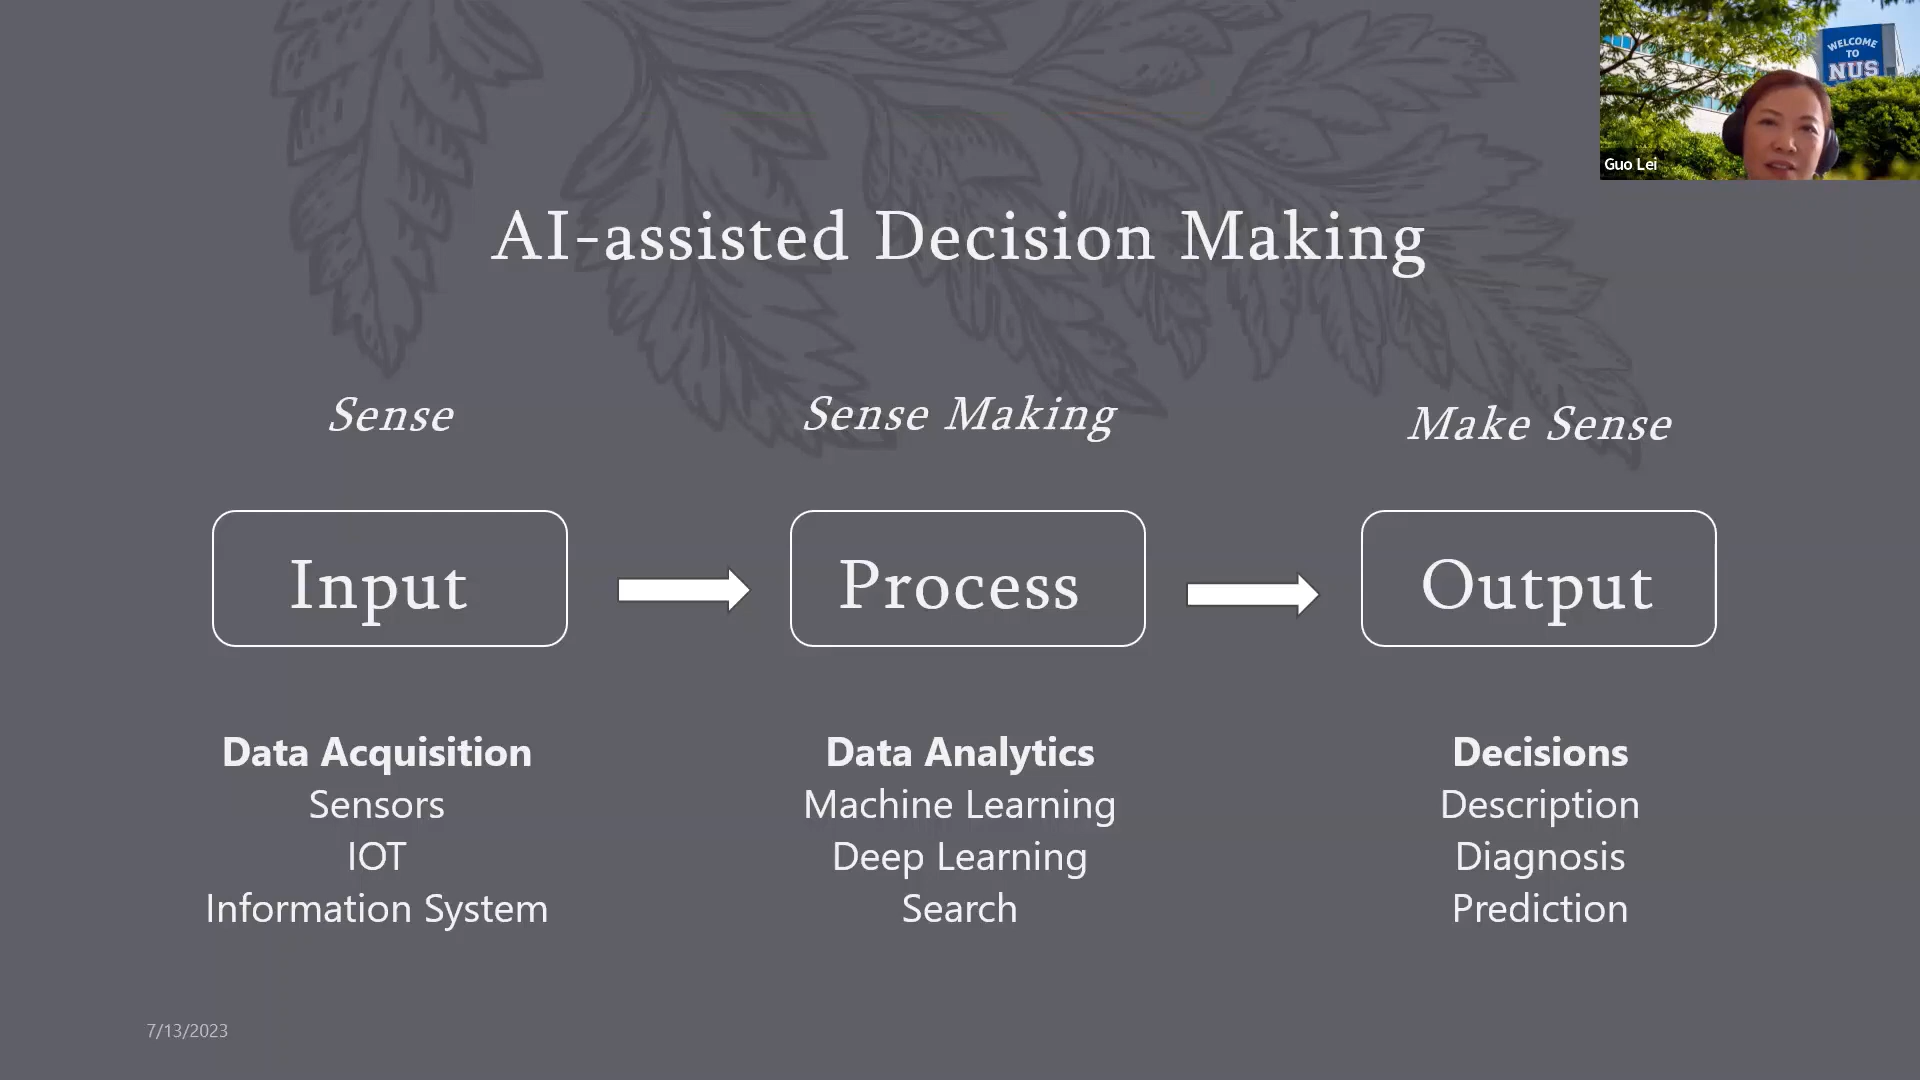 WELCOME
TO
NUS
Guo Lei
AI-assisted Decision Making
Sense
Sense Making
Make Sense
Input
Process
Output
Data Acquisition
Sensors
IOT
Information System
Data Analytics
Machine Learning
Deep Learning
Search
Decisions
Description
Diagnosis
Prediction
7/13/2023